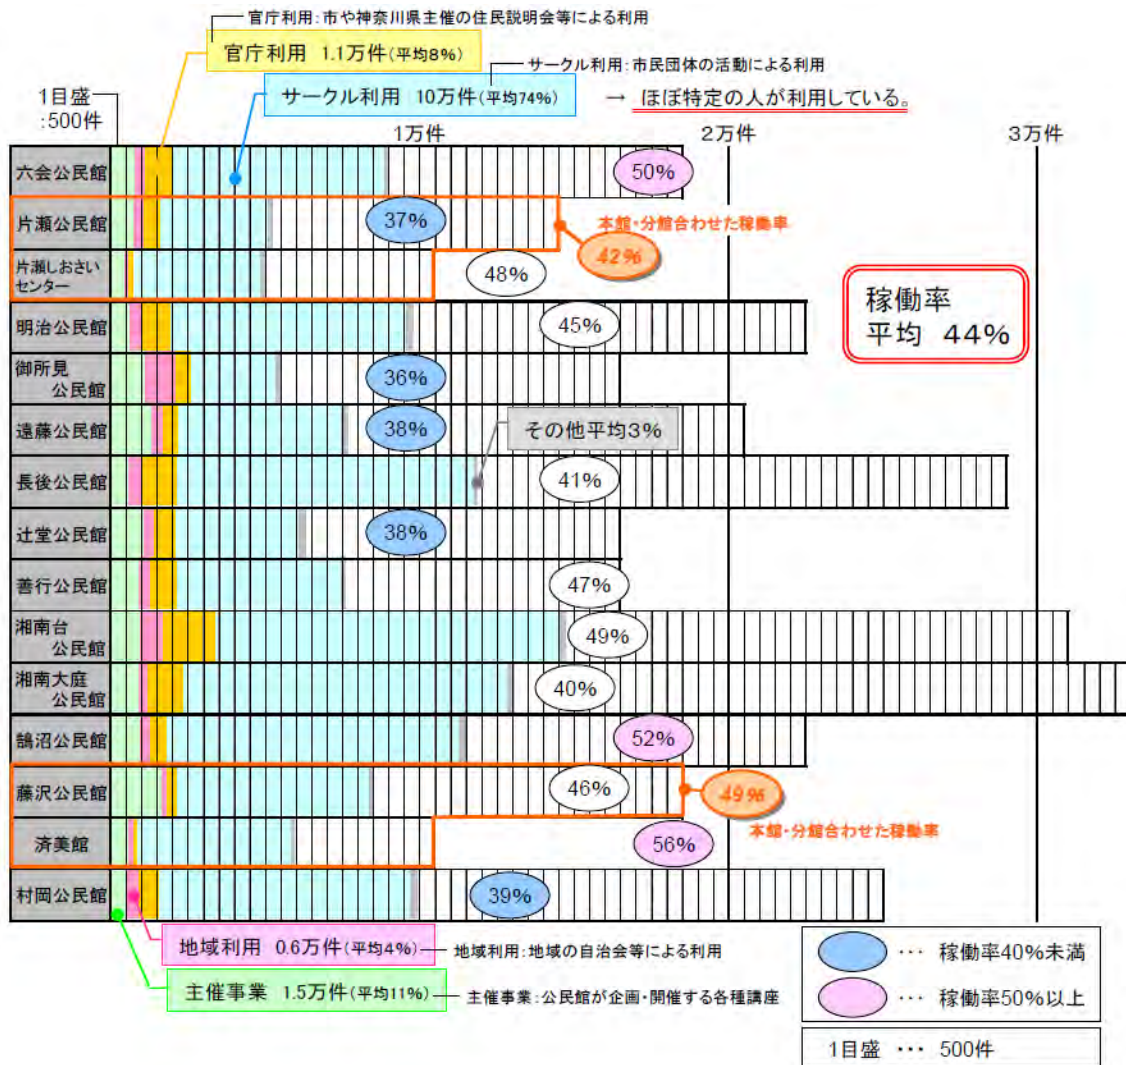 官庁利用:市や神奈川県主催の住民説明会等による利用
官庁利用 1.1万件(平均8%)
サークル利用:市民団体の活動による利用
サークル利用 10万件(平均74%)
→ ほぼ特定の人が利用している。
1目盛
:500件
1万件
2万件
3万件
六会公民館
50%
片瀬公民館
37%
本館・分館合わせた稼働率
42%
片瀬しおさい
センター
48%
稼働率
平均 44%
明治公民館
45%
御所見
公民館
36%
遠藤公民館
38%
その他平均3%
長後公民館
41%
辻堂公民館
38%
善行公民館
47%
湘南台
公民館
49%
湘南大庭
公民館
40%
鵠沼公民館
52%
藤沢公民館
46%
49%
本館・分館合わせた稼働率
済美館
56%
村岡公民館
39%
地域利用 0.6万件(平均4%)
地域利用:地域の自治会等による利用
主催事業 1.5万件(平均11%)
主催事業:公民館が企画・開催する各種講座
… 稼働率40%未満
… 稼働率50%以上
1目盛 … 500件